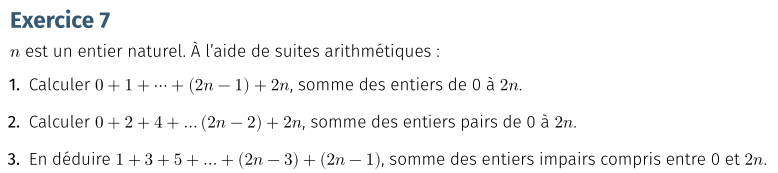 Exercice 7
n est un entier naturel. À l'aide de suites arithmétiques :
1. Calculer 0 + 1 + ··· + (2n − 1) + 2n, somme des entiers de 0 à 2n.
2. Calculer 0 + 2 + 4 + ... (2n − 2) + 2n, somme des entiers pairs de 0 à 2n.
3. En déduire 1 + 3 + 5 + ... + (2n − 3) + (2n − 1), somme des entiers impairs compris entre 0 et 2n.